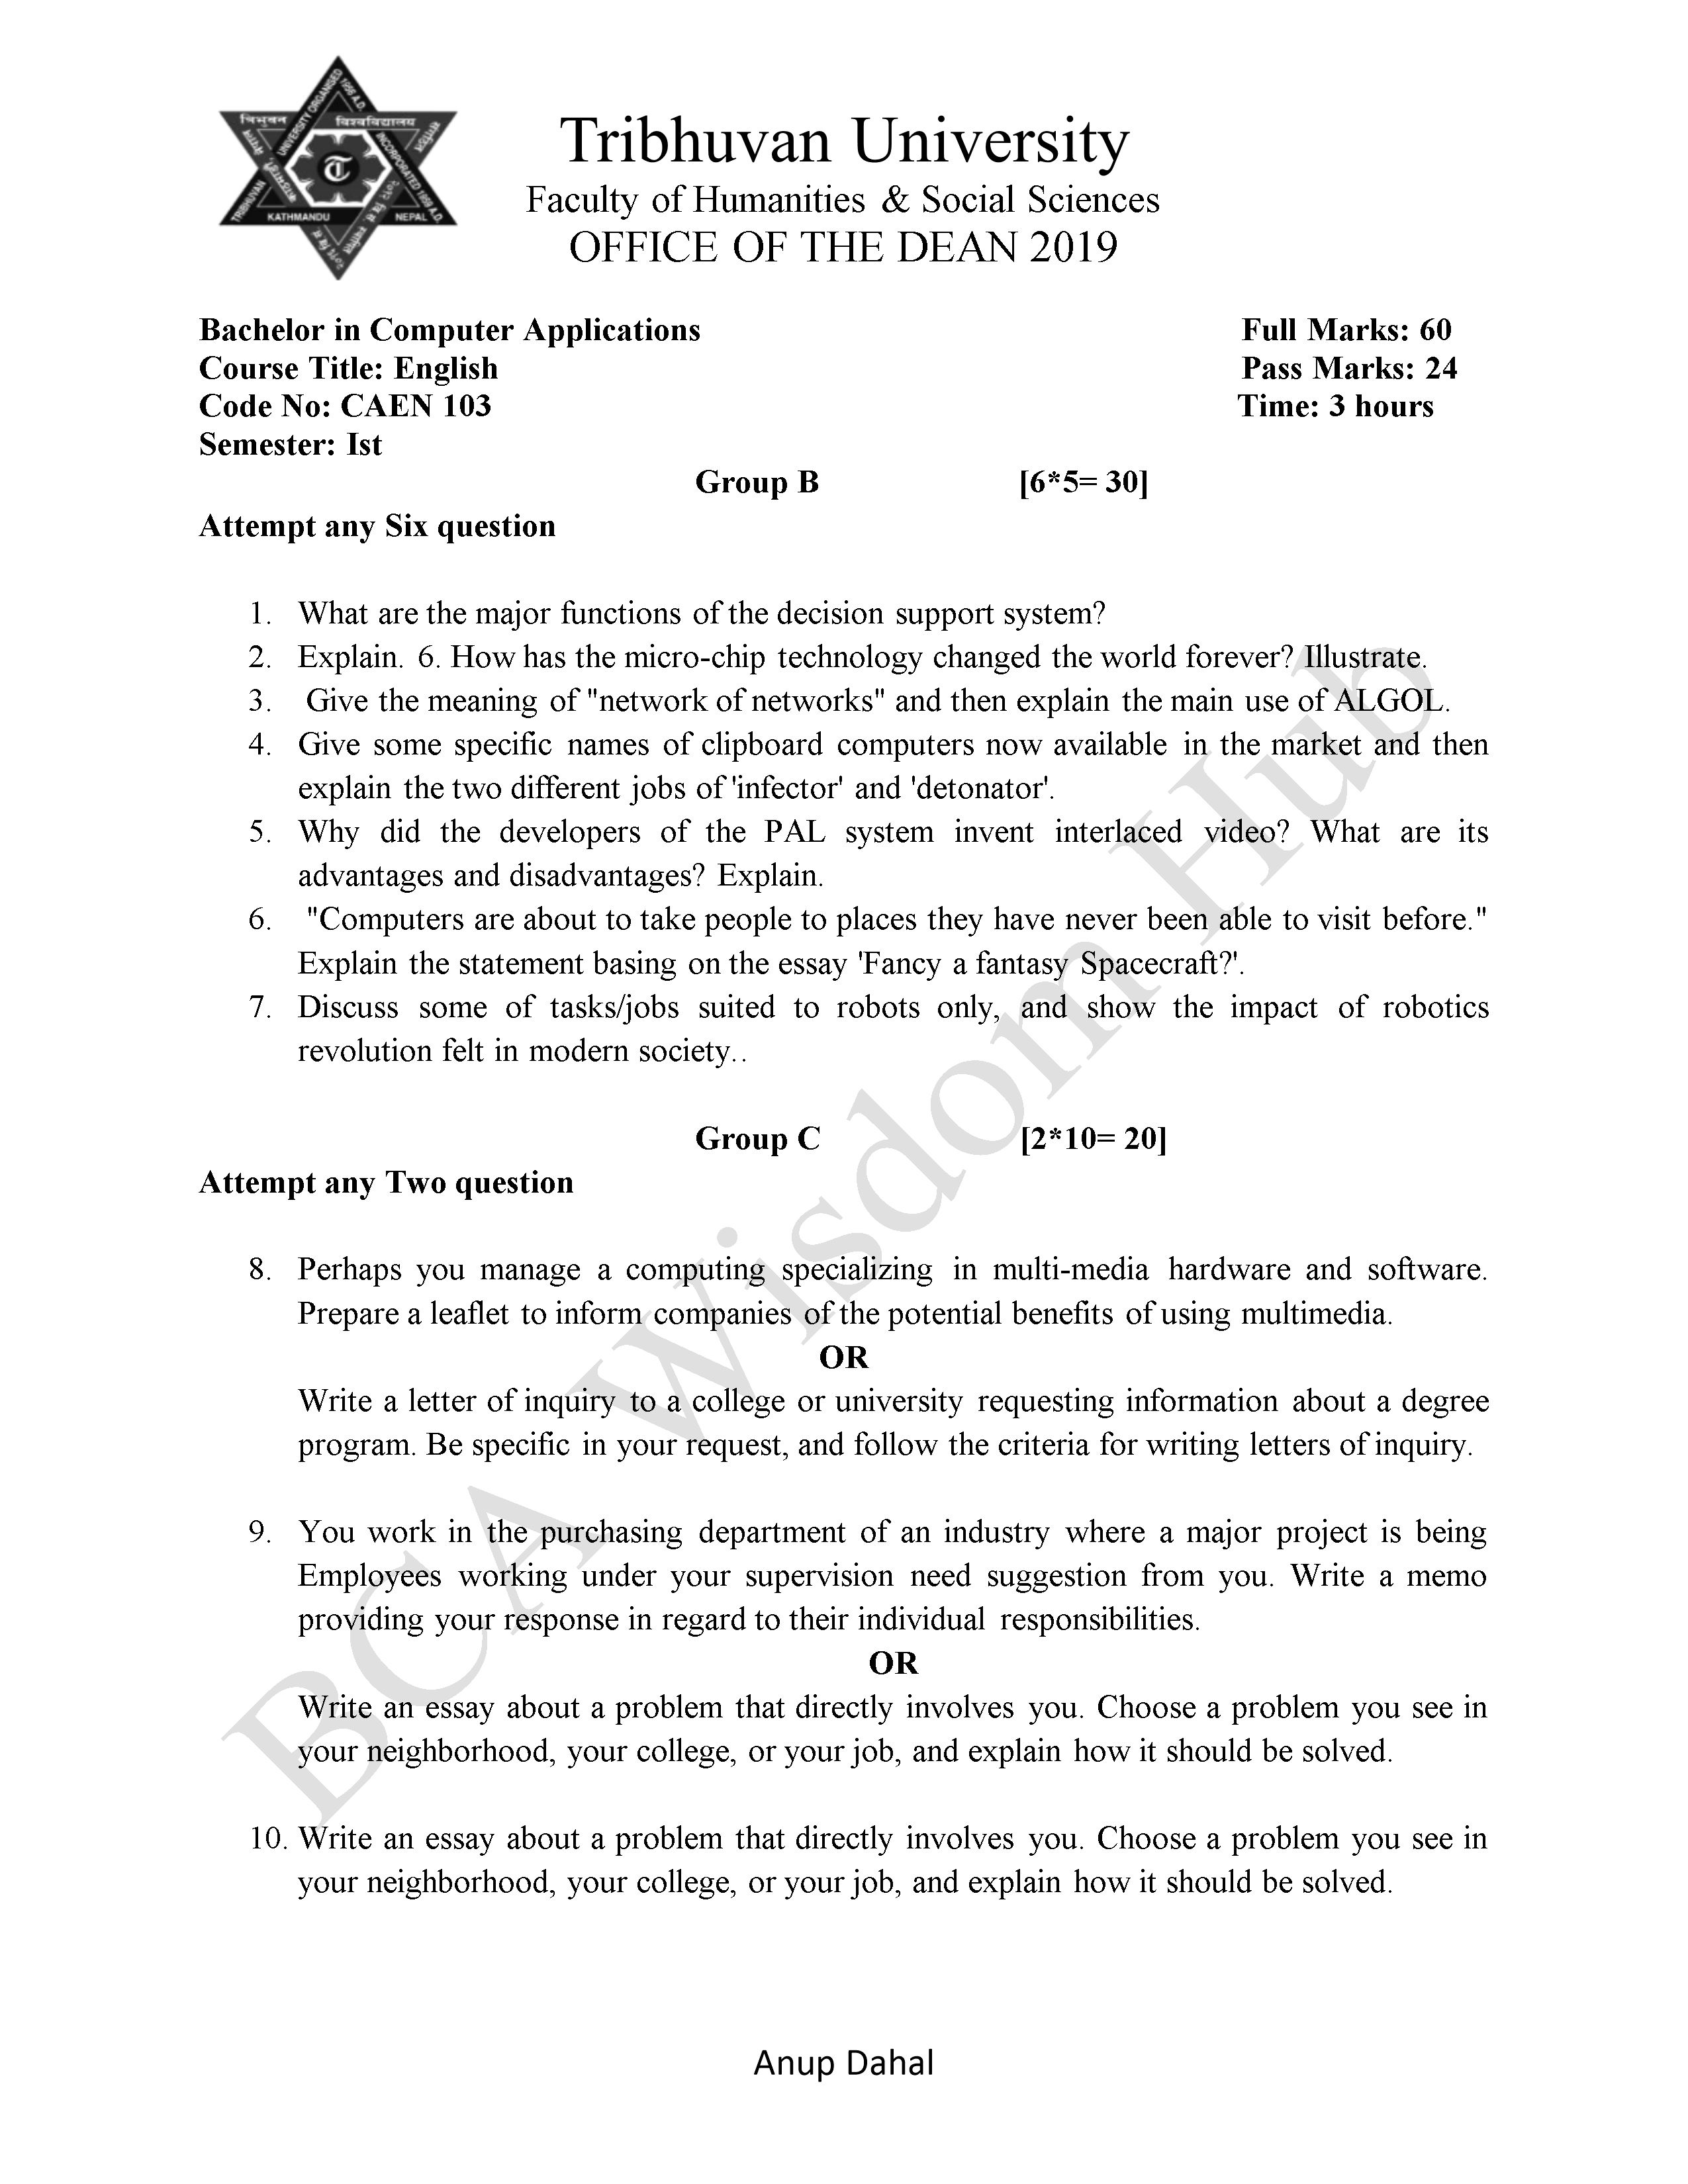 त्रिभुवन विश्वविद्यालय
UNIVERSITY ORGANISED 1956 A.D.
INCORPORATED 1959 A.D.
TRIBHUVAN
KATHMANDU
NEPAL
T
Tribhuvan University
Faculty of Humanities & Social Sciences
OFFICE OF THE DEAN 2019
Bachelor in Computer Applications Full Marks: 60
Course Title: English Pass Marks: 24
Code No: CAEN 103 Time: 3 hours
Semester: Ist
Group B [6*5= 30]
Attempt any Six question
1. What are the major functions of the decision support system?
2. Explain. 6. How has the micro-chip technology changed the world forever? Illustrate.
3. Give the meaning of "network of networks" and then explain the main use of ALGOL.
4. Give some specific names of clipboard computers now available in the market and then
explain the two different jobs of 'infector' and 'detonator'.
5. Why did the developers of the PAL system invent interlaced video? What are its
advantages and disadvantages? Explain.
6. "Computers are about to take people to places they have never been able to visit before."
Explain the statement basing on the essay 'Fancy a fantasy Spacecraft?'.
7. Discuss some of tasks/jobs suited to robots only, and show the impact of robotics
revolution felt in modern society..
Group C [2*10= 20]
Attempt any Two question
8. Perhaps you manage a computing specializing in multi-media hardware and software.
Prepare a leaflet to inform companies of the potential benefits of using multimedia.
OR
Write a letter of inquiry to a college or university requesting information about a degree
program. Be specific in your request, and follow the criteria for writing letters of inquiry.
9. You work in the purchasing department of an industry where a major project is being
Employees working under your supervision need suggestion from you. Write a memo
providing your response in regard to their individual responsibilities.
OR
Write an essay about a problem that directly involves you. Choose a problem you see in
your neighborhood, your college, or your job, and explain how it should be solved.
10. Write an essay about a problem that directly involves you. Choose a problem you see in
your neighborhood, your college, or your job, and explain how it should be solved.
BCA Wisdom Hub
Anup Dahal